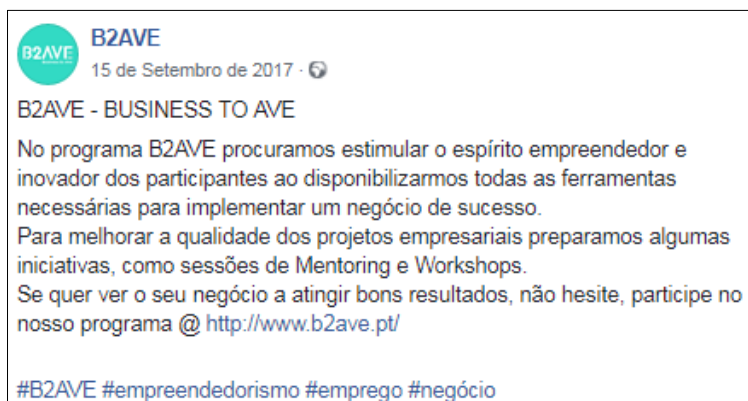 B2AVE
B2AVE
15 de Setembro de 2017 ·
B2AVE - BUSINESS TO AVE
No programa B2AVE procuramos estimular o espírito empreendedor e
inovador dos participantes ao disponibilizarmos todas as ferramentas
necessárias para implementar um negócio de sucesso.
Para melhorar a qualidade dos projetos empresariais preparamos algumas
iniciativas, como sessões de Mentoring e Workshops.
Se quer ver o seu negócio a atingir bons resultados, não hesite, participe no
nosso programa @ http://www.b2ave.pt/
#B2AVE #empreendedorismo #emprego #negócio